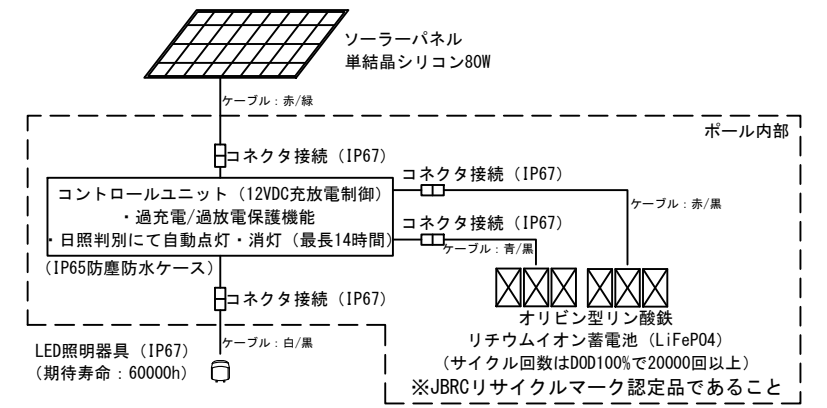 ソーラーパネル
単結晶シリコン80W
ケーブル：赤/緑
ポール内部
コネクタ接続（IP67）
コネクタ接続（IP67）
コントロールユニット（12VDC充放電制御）
・過充電/過放電保護機能
・日照判別にて自動点灯・消灯（最長14時間）
（IP65防塵防水ケース）
ケーブル：赤/黒
コネクタ接続（IP67）
ケーブル：青/黒
コネクタ接続（IP67）
オリビン型リン酸鉄
リチウムイオン蓄電池（LiFePO4）
（サイクル回数はDOD100%で20000回以上）
※JBRCリサイクルマーク認定品であること
ケーブル：白/黒
LED照明器具（IP67）
（期待寿命：60000h）